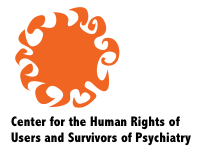 Center for the Human Rights of
Users and Survivors of Psychiatry